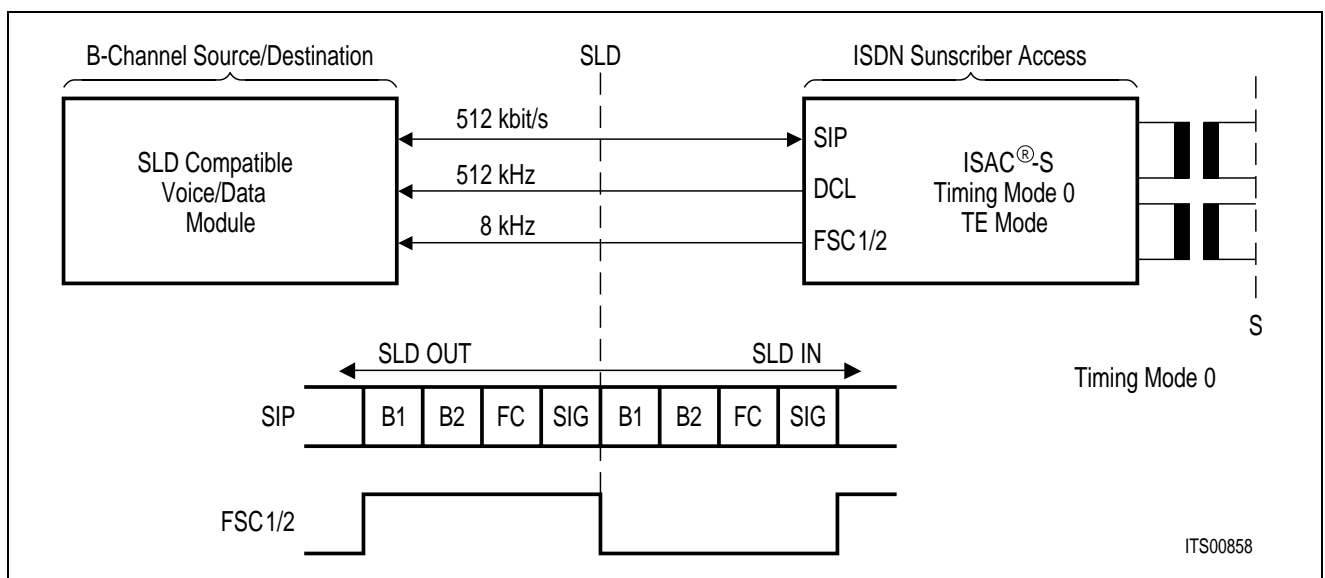 B-Channel Source/Destination
SLD
ISDN Sunscriber Access
SLD Compatible
Voice/Data
Module
512 kbit/s
512 kHz
8 kHz
SIP
DCL
FSC1/2
ISAC®-S
Timing Mode 0
TE Mode
S
SLD OUT
SLD IN
Timing Mode 0
SIP
B1 B2 FC SIG B1 B2 FC SIG
FSC1/2
ITS00858